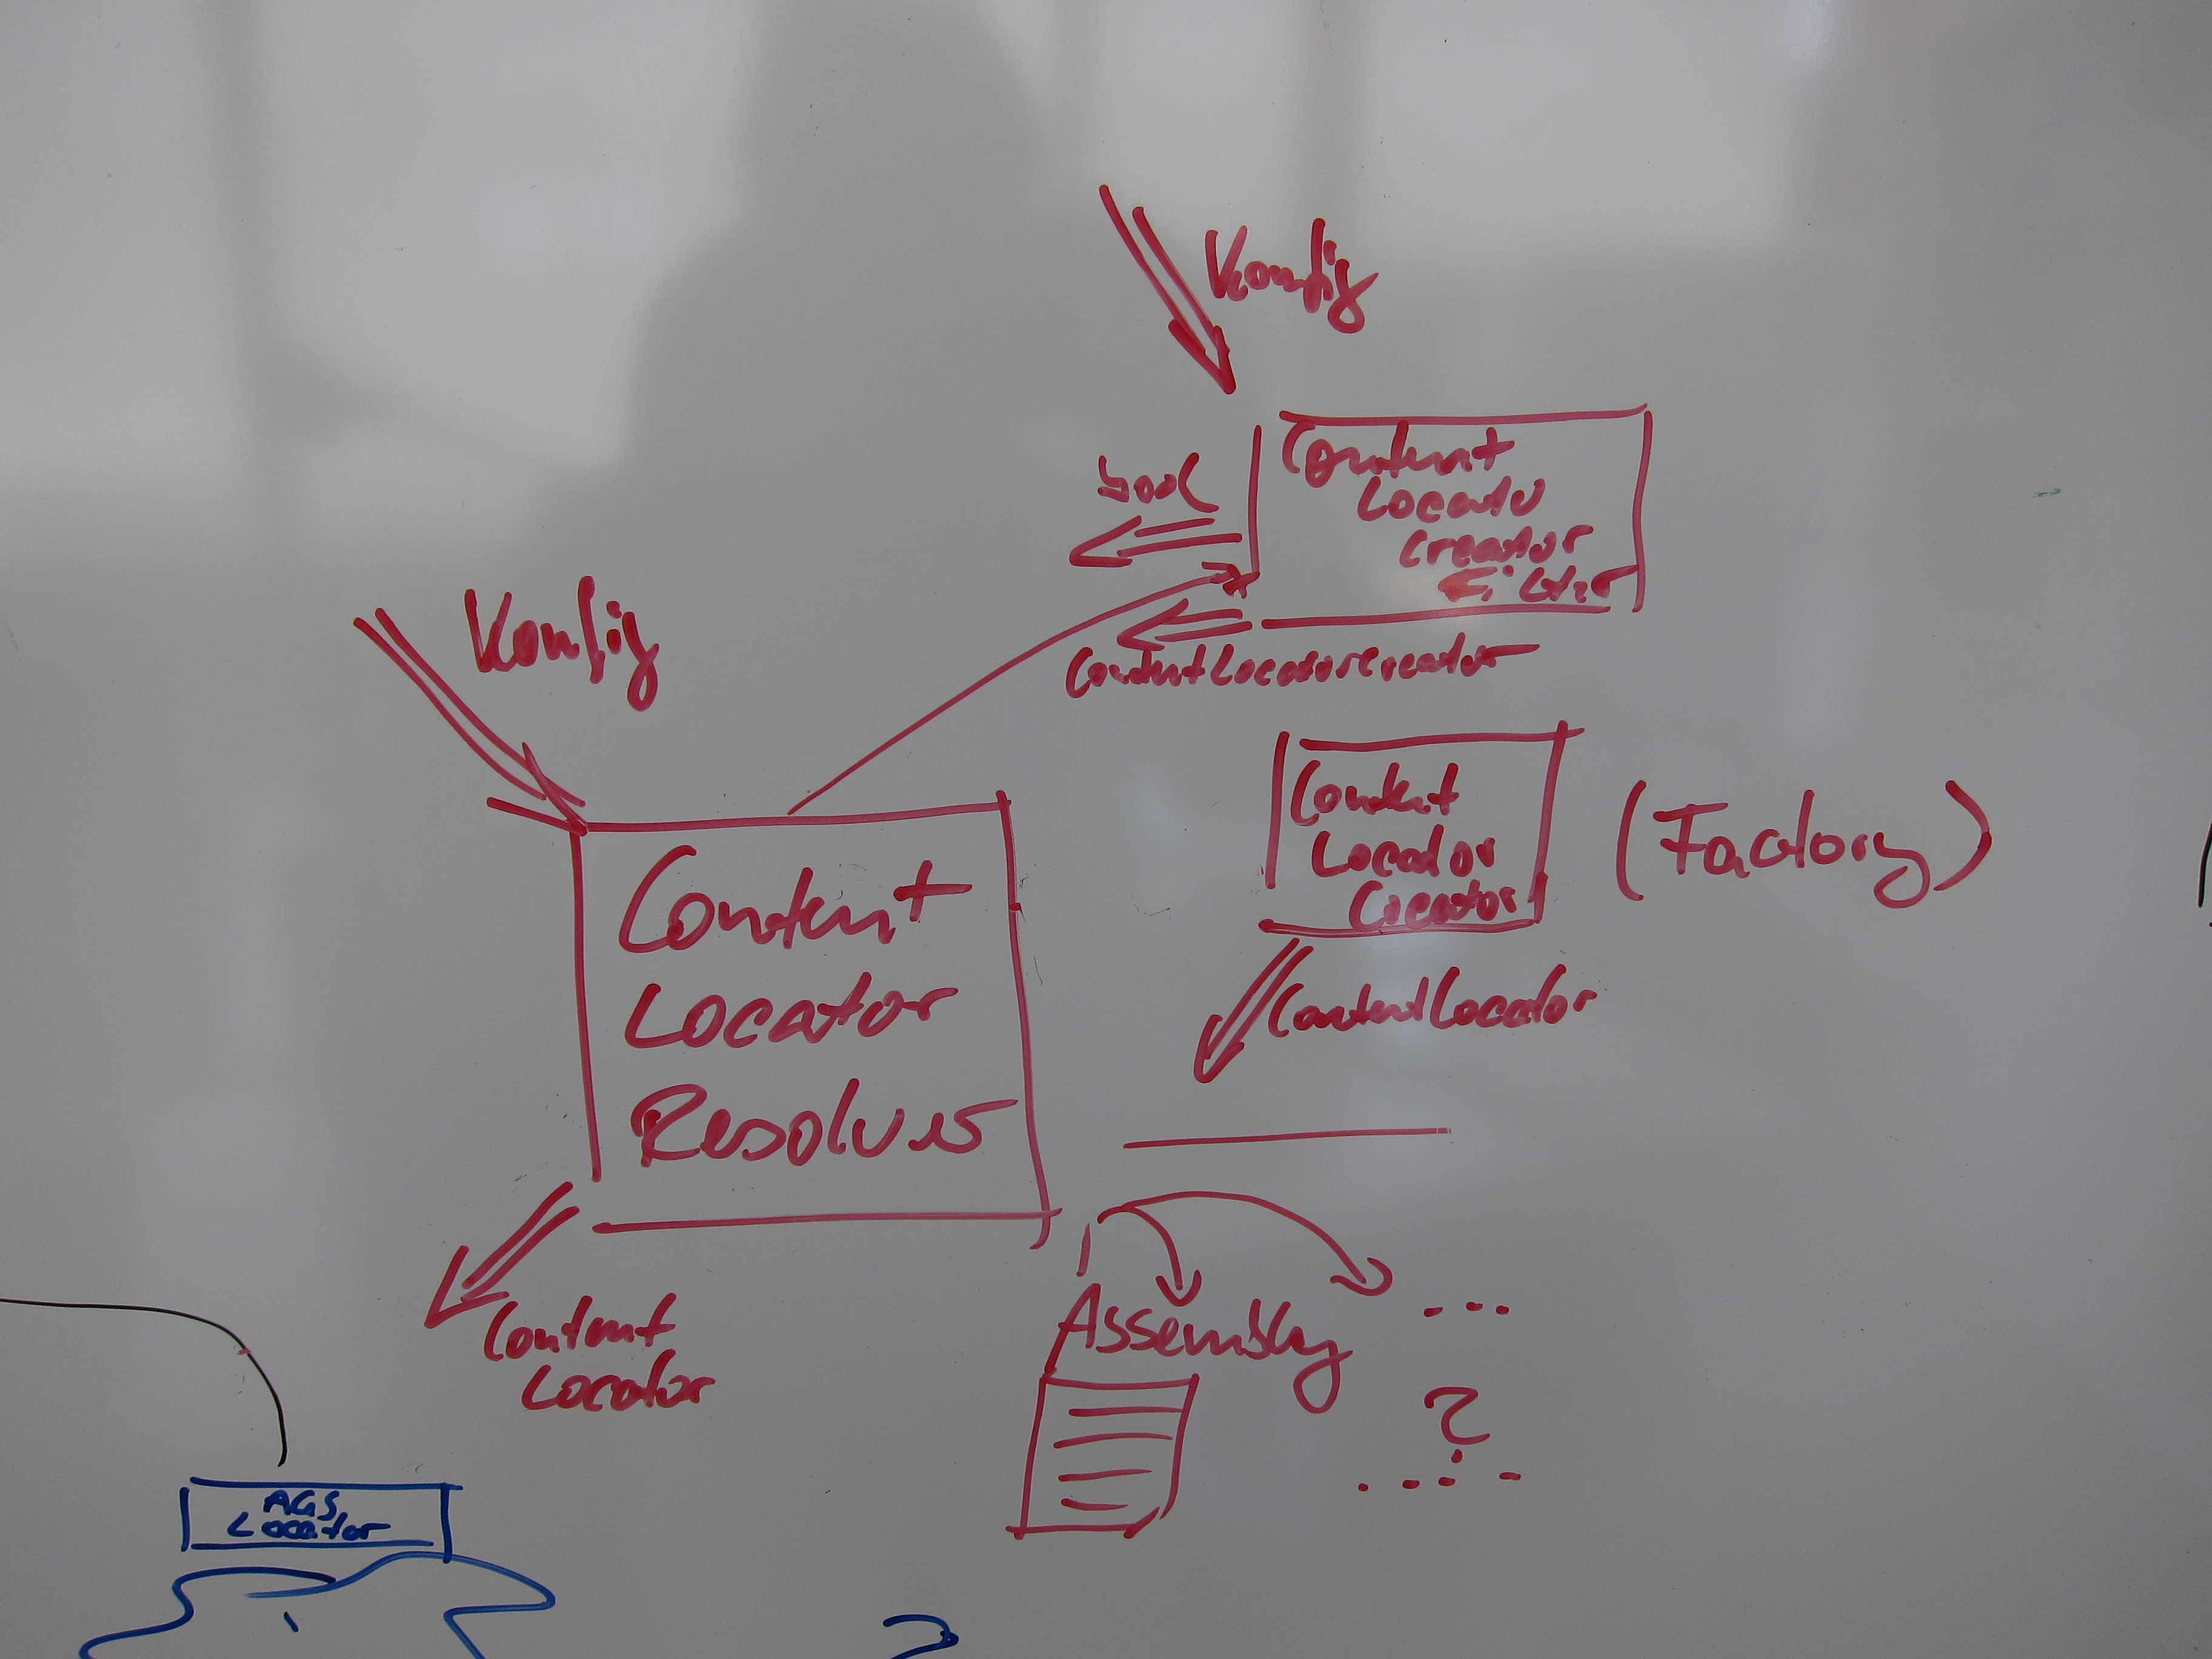 Konfig
bool
Content
Locator
Creator
Filter
Konfig
ContentLocatorCreator
Content
Locator
Creator
(Factory)
Content
Locator
Resolver
ContentLocator
Content
Locator
Assembly
...
?
AGS
Locator